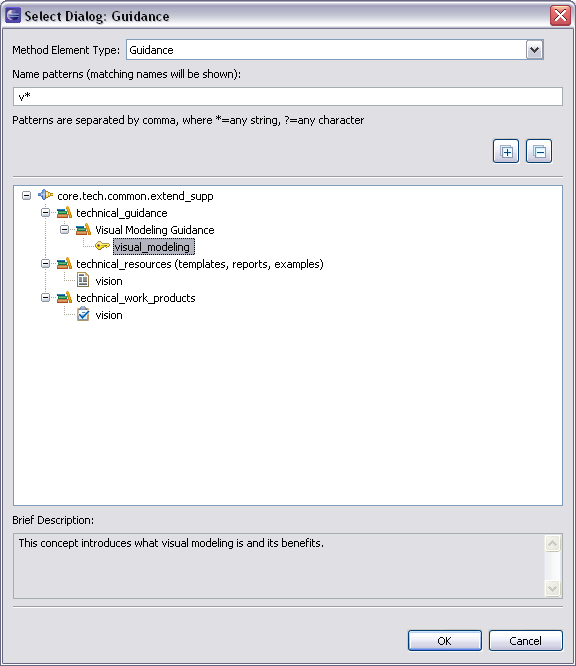 Select Dialog: Guidance
Method Element Type: Guidance
Name patterns (matching names will be shown):
v*
Patterns are separated by comma, where *=any string, ?=any character
core.tech.common.extend_supp
technical_guidance
Visual Modeling Guidance
visual_modeling
technical_resources (templates, reports, examples)
vision
technical_work_products
vision
Brief Description:
This concept introduces what visual modeling is and its benefits.
OK Cancel